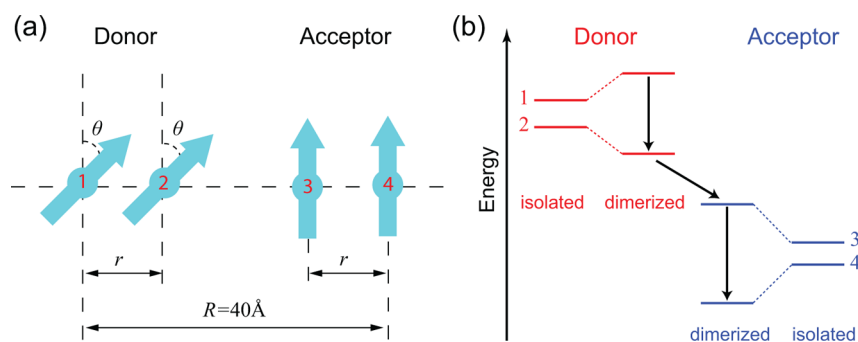 (a)
Donor
Acceptor
θ
θ
1
2
3
4
r
r
R=40Å
(b)
Energy
Donor
Acceptor
1
2
isolated
dimerized
3
4
dimerized
isolated